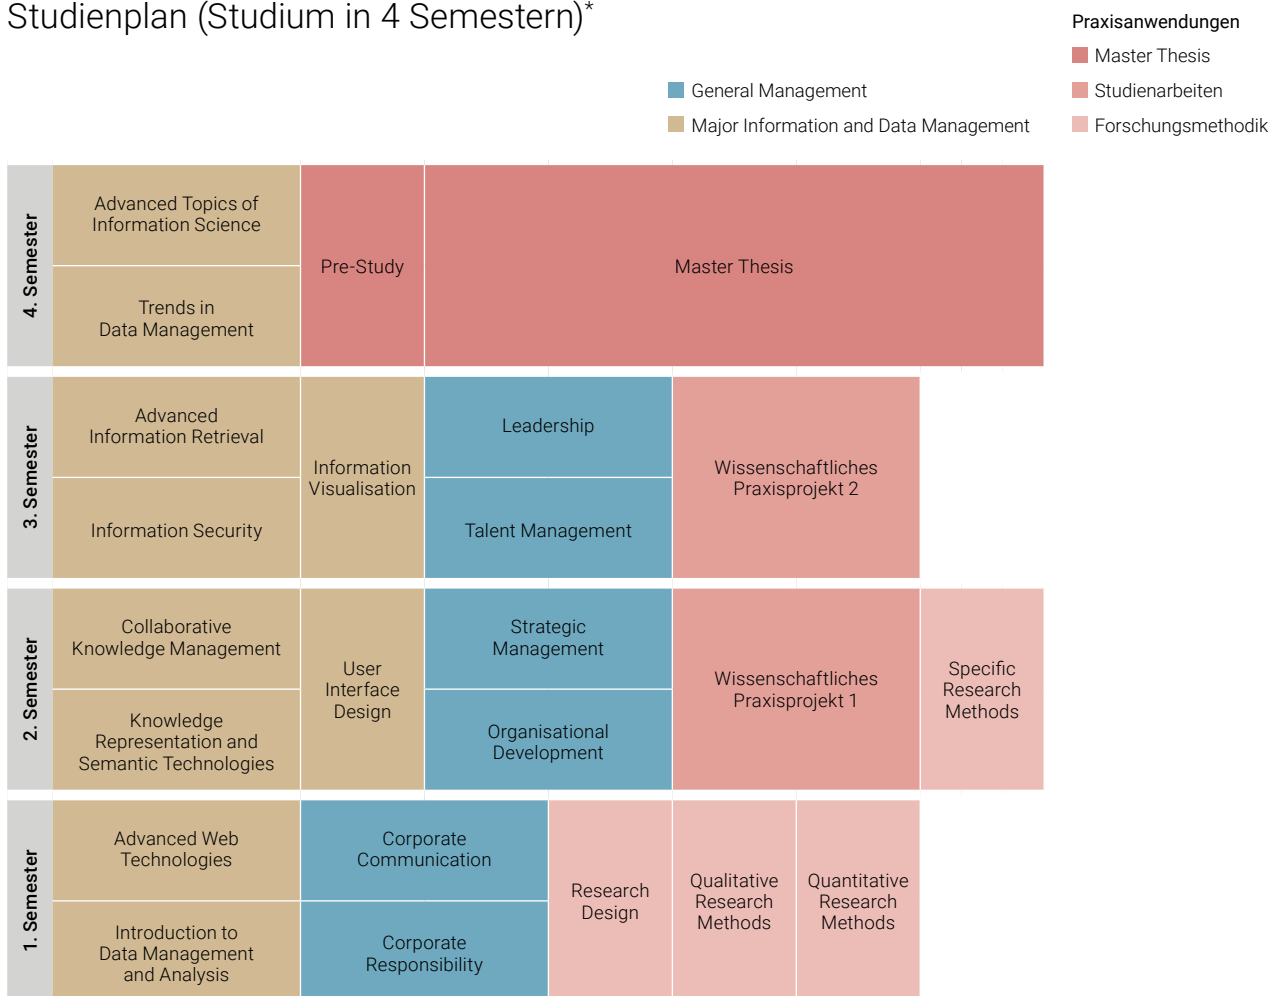 Studienplan (Studium in 4 Semestern)*
Praxisanwendungen
Master Thesis
General Management
Studienarbeiten
Major Information and Data Management
Forschungsmethodik
4. Semester
Advanced Topics of
Information Science
Trends in
Data Management
Pre-Study
Master Thesis
3. Semester
Advanced
Information Retrieval
Information Security
Information
Visualisation
Leadership
Talent Management
Wissenschaftliches
Praxisprojekt 2
2. Semester
Collaborative
Knowledge Management
Knowledge
Representation and
Semantic Technologies
User
Interface
Design
Strategic
Management
Organisational
Development
Wissenschaftliches
Praxisprojekt 1
Specific
Research
Methods
1. Semester
Advanced Web
Technologies
Introduction to
Data Management
and Analysis
Corporate
Communication
Corporate
Responsibility
Research
Design
Qualitative
Research
Methods
Quantitative
Research
Methods